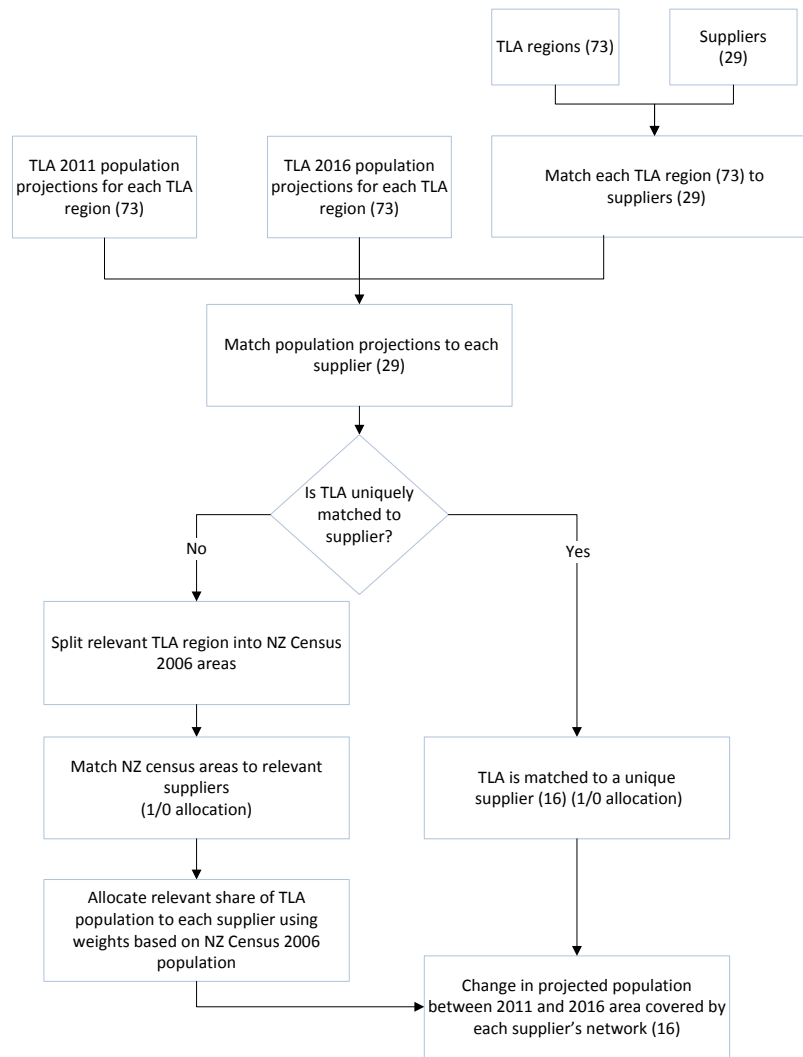 TLA regions (73)
Suppliers
(29)
TLA 2011 population
projections for each TLA
region (73)
TLA 2016 population
projections for each TLA
region (73)
Match each TLA region (73) to
suppliers (29)
Match population projections to each
supplier (29)
Is TLA uniquely
matched to
supplier?
No
Yes
Split relevant TLA region into NZ Census
2006 areas
Match NZ census areas to relevant
suppliers
(1/0 allocation)
TLA is matched to a unique
supplier (16) (1/0 allocation)
Allocate relevant share of TLA
population to each supplier using
weights based on NZ Census 2006
population
Change in projected population
between 2011 and 2016 area covered by
each supplier’s network (16)